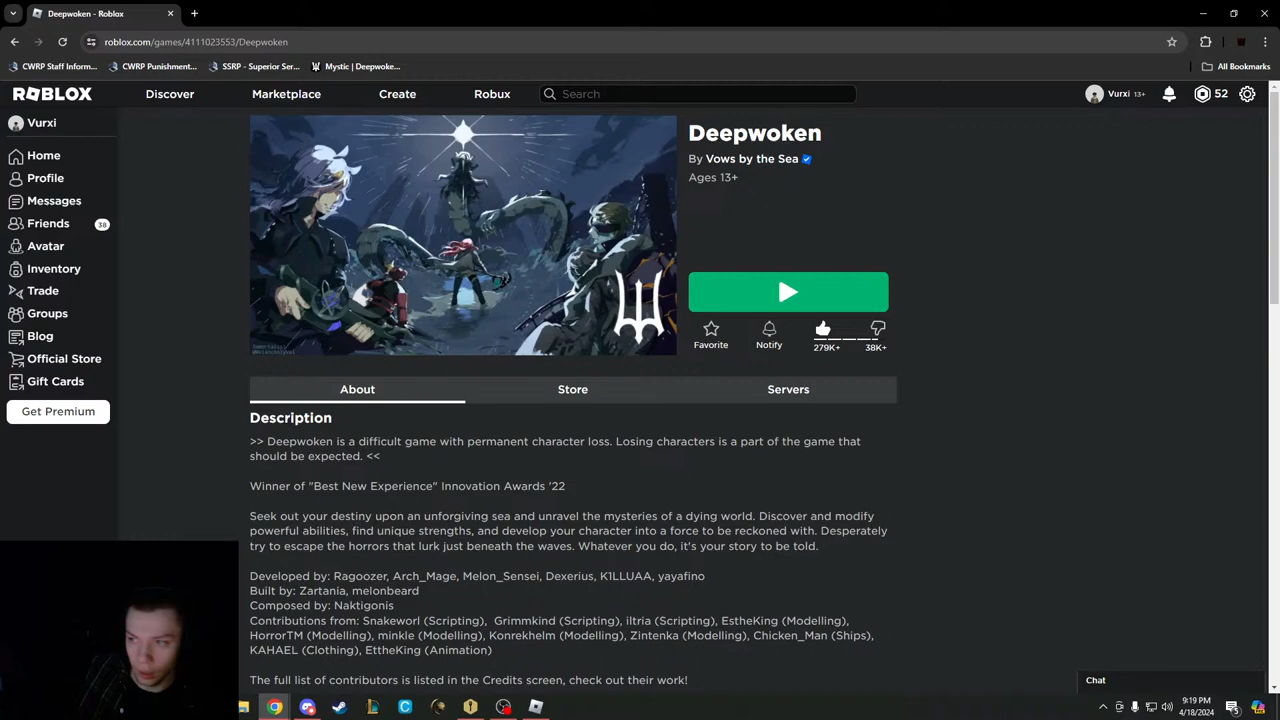 Deepwoken - Roblox
roblox.com/games/4111023553/Deepwoken
CWRP Staff Inform... CWRP Punishment... SSRP - Superior Ser... Mystic | Deepwoke... All Bookmarks
ROBLOX Discover Marketplace Create Robux Search Vurxi 13+ 52
Vurxi
Home
Profile
Messages
Friends 38
Avatar
Inventory
Trade
Groups
Blog
Official Store
Gift Cards
Get Premium
Deepwoken
By Vows by the Sea
Ages 13+
Favorite Notify 279K+ 38K+
About Store Servers
Description
>> Deepwoken is a difficult game with permanent character loss. Losing characters is a part of the game that
should be expected. <<
Winner of "Best New Experience" Innovation Awards '22
Seek out your destiny upon an unforgiving sea and unravel the mysteries of a dying world. Discover and modify
powerful abilities, find unique strengths, and develop your character into a force to be reckoned with. Desperately
try to escape the horrors that lurk just beneath the waves. Whatever you do, it's your story to be told.
Developed by: Ragoozer, Arch_Mage, Melon_Sensei, Dexerius, K1LLUAA, yayafino
Built by: Zartania, melonbeard
Composed by: Naktigonis
Contributions from: Snakeworl (Scripting), Grimmkind (Scripting), iltria (Scripting), EstheKing (Modelling),
HorrorTM (Modelling), minkle (Modelling), Konrekhelm (Modelling), Zintenka (Modelling), Chicken_Man (Ships),
KAHAEL (Clothing), EttheKing (Animation)
The full list of contributors is listed in the Credits screen, check out their work!
Chat
9:19 PM
4/18/2024